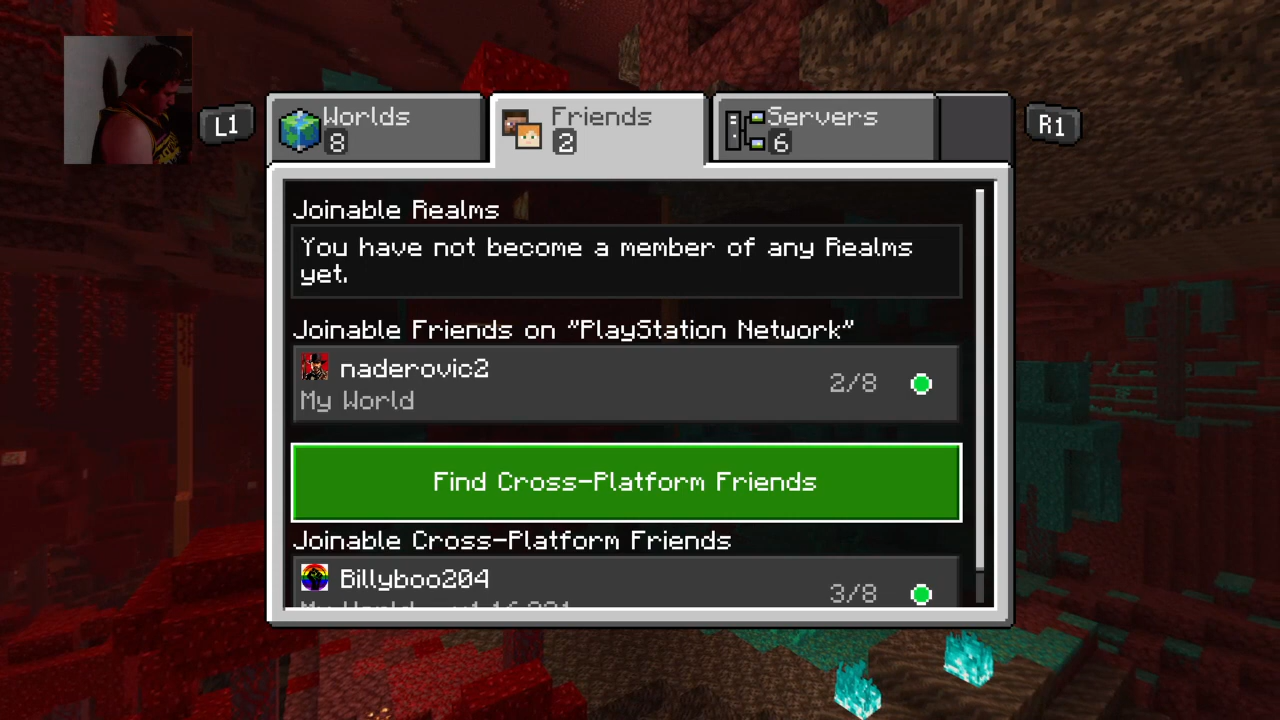 L1
Worlds
8
Friends
2
Servers
6
R1
Joinable Realms
You have not become a member of any Realms
yet.
Joinable Friends on "PlayStation Network"
naderovic2
2/8
My World
Find Cross-Platform Friends
Joinable Cross-Platform Friends
Billyboo204
3/8
My World